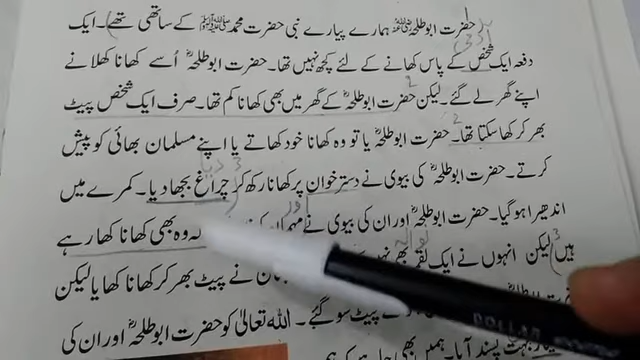 حضرت ابوطلحہؓ ہمارے پیارے نبی حضرت محمد ﷺ کے ساتھی تھے۔ ایک
دفعہ ایک شخص کے پاس کھانے کے لئے کچھ نہیں تھا۔ حضرت ابوطلحہؓ اُسے کھانا کھلانے
اپنے گھر لے گئے۔ لیکن حضرت ابوطلحہؓ کے گھر میں بھی کھانا کم تھا۔ صرف ایک شخص پیٹ
بھر کر کھا سکتا تھا۔ حضرت ابوطلحہؓ یا تو وہ کھانا خود کھاتے یا اپنے مسلمان بھائی کو پیش
کرتے۔ حضرت ابوطلحہؓ کی بیوی نے دسترخوان پر کھانا رکھ کر چراغ بجھا دیا۔ کمرے میں
اندھیرا ہو گیا۔ حضرت ابوطلحہؓ اور ان کی بیوی نے وہ بھی کھانا کھا رہے
ہیں لیکن انہوں نے ایک لقمہ بھی نے پیٹ بھر کر کھانا کھایا لیکن
پیٹ سو گئے۔ اللہ تعالیٰ کو حضرت ابوطلحہؓ اور ان کی
بہت پسند آیا۔ ہمیں بھی